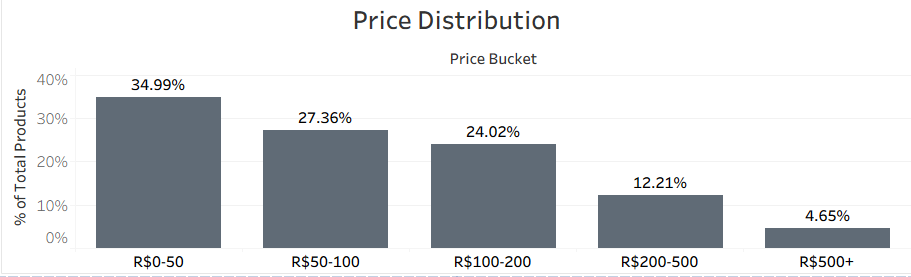 Price Distribution
Price Bucket
% of Total Products
40%
30%
20%
10%
0%
34.99%
27.36%
24.02%
12.21%
4.65%
R$0-50
R$50-100
R$100-200
R$200-500
R$500+